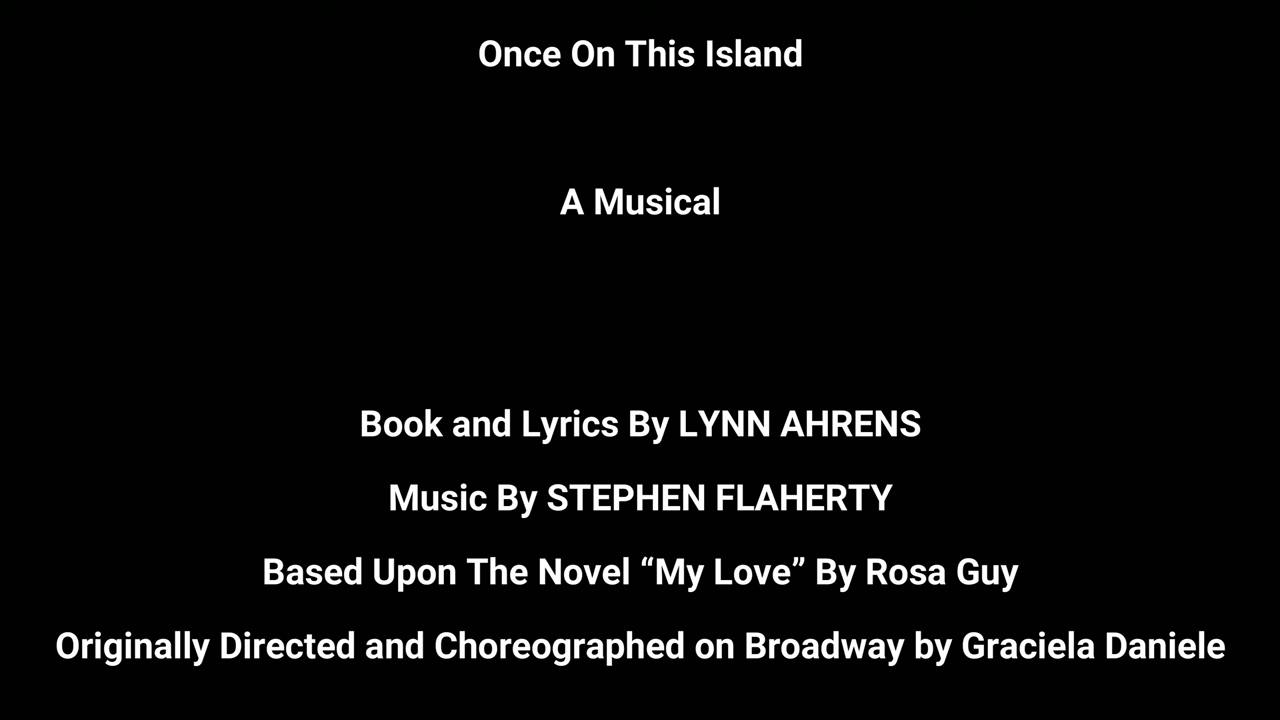 Once On This Island
A Musical
Book and Lyrics By LYNN AHRENS
Music By STEPHEN FLAHERTY
Based Upon The Novel “My Love” By Rosa Guy
Originally Directed and Choreographed on Broadway by Graciela Daniele